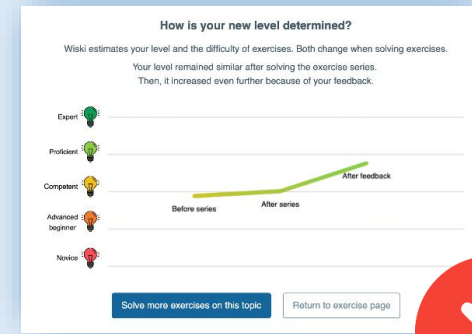 How is your new level determined?
Wiski estimates your level and the difficulty of exercises. Both change when solving exercises.
Your level remained similar after solving the exercise series.
Then, it increased even further because of your feedback.
Expert
Proficient
Competent
Advanced
beginner
Novice
Before series
After series
After feedback
Solve more exercises on this topic
Return to exercise page